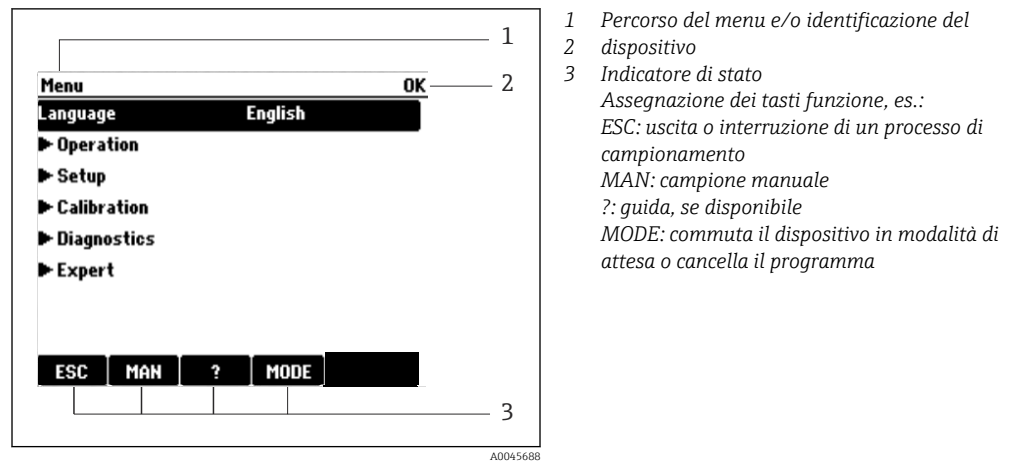 1
Menu OK
2
Language English
Operation
Setup
Calibration
Diagnostics
Expert
ESC MAN ? MODE
3
A0045688
1 Percorso del menu e/o identificazione del
2 dispositivo
3 Indicatore di stato
Assegnazione dei tasti funzione, es.:
ESC: uscita o interruzione di un processo di
campionamento
MAN: campione manuale
?: guida, se disponibile
MODE: commuta il dispositivo in modalità di
attesa o cancella il programma